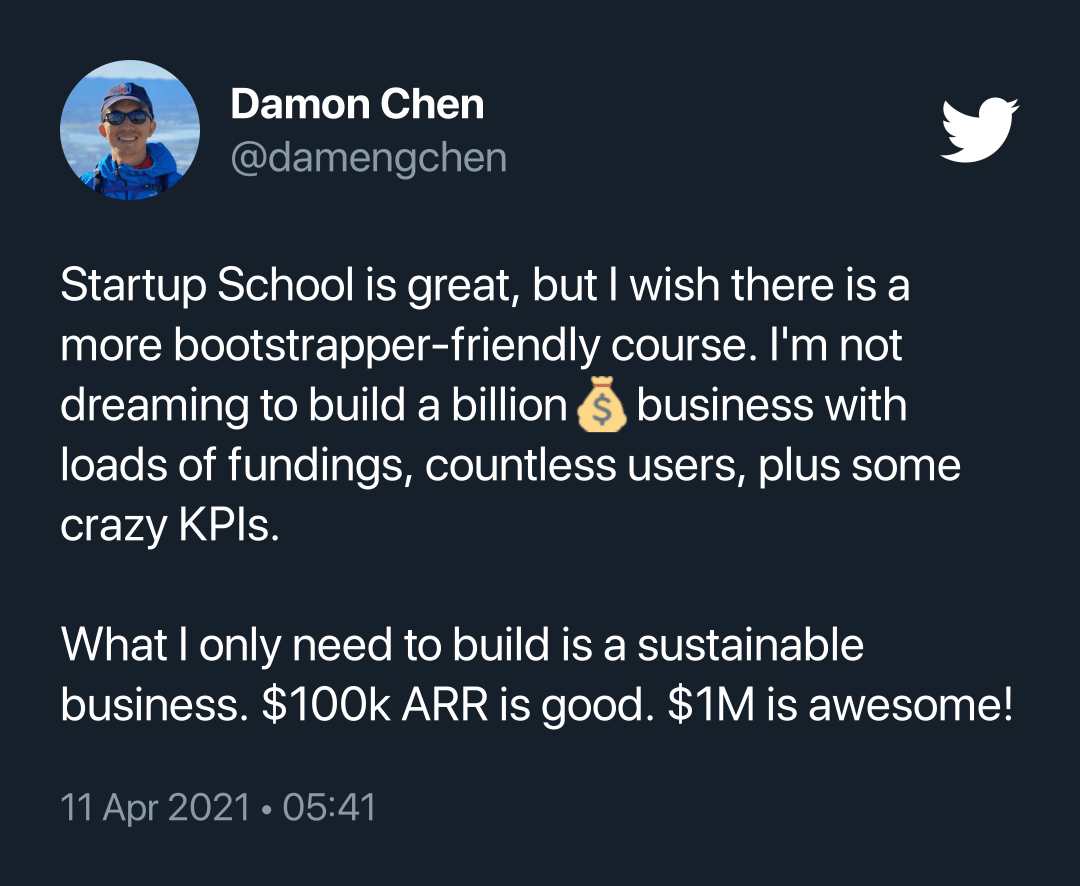 Damon Chen
@damengchen
Startup School is great, but I wish there is a
more bootstrapper-friendly course. I'm not
dreaming to build a billion 💰 business with
loads of fundings, countless users, plus some
crazy KPIs.
What I only need to build is a sustainable
business. $100k ARR is good. $1M is awesome!
11 Apr 2021 • 05:41